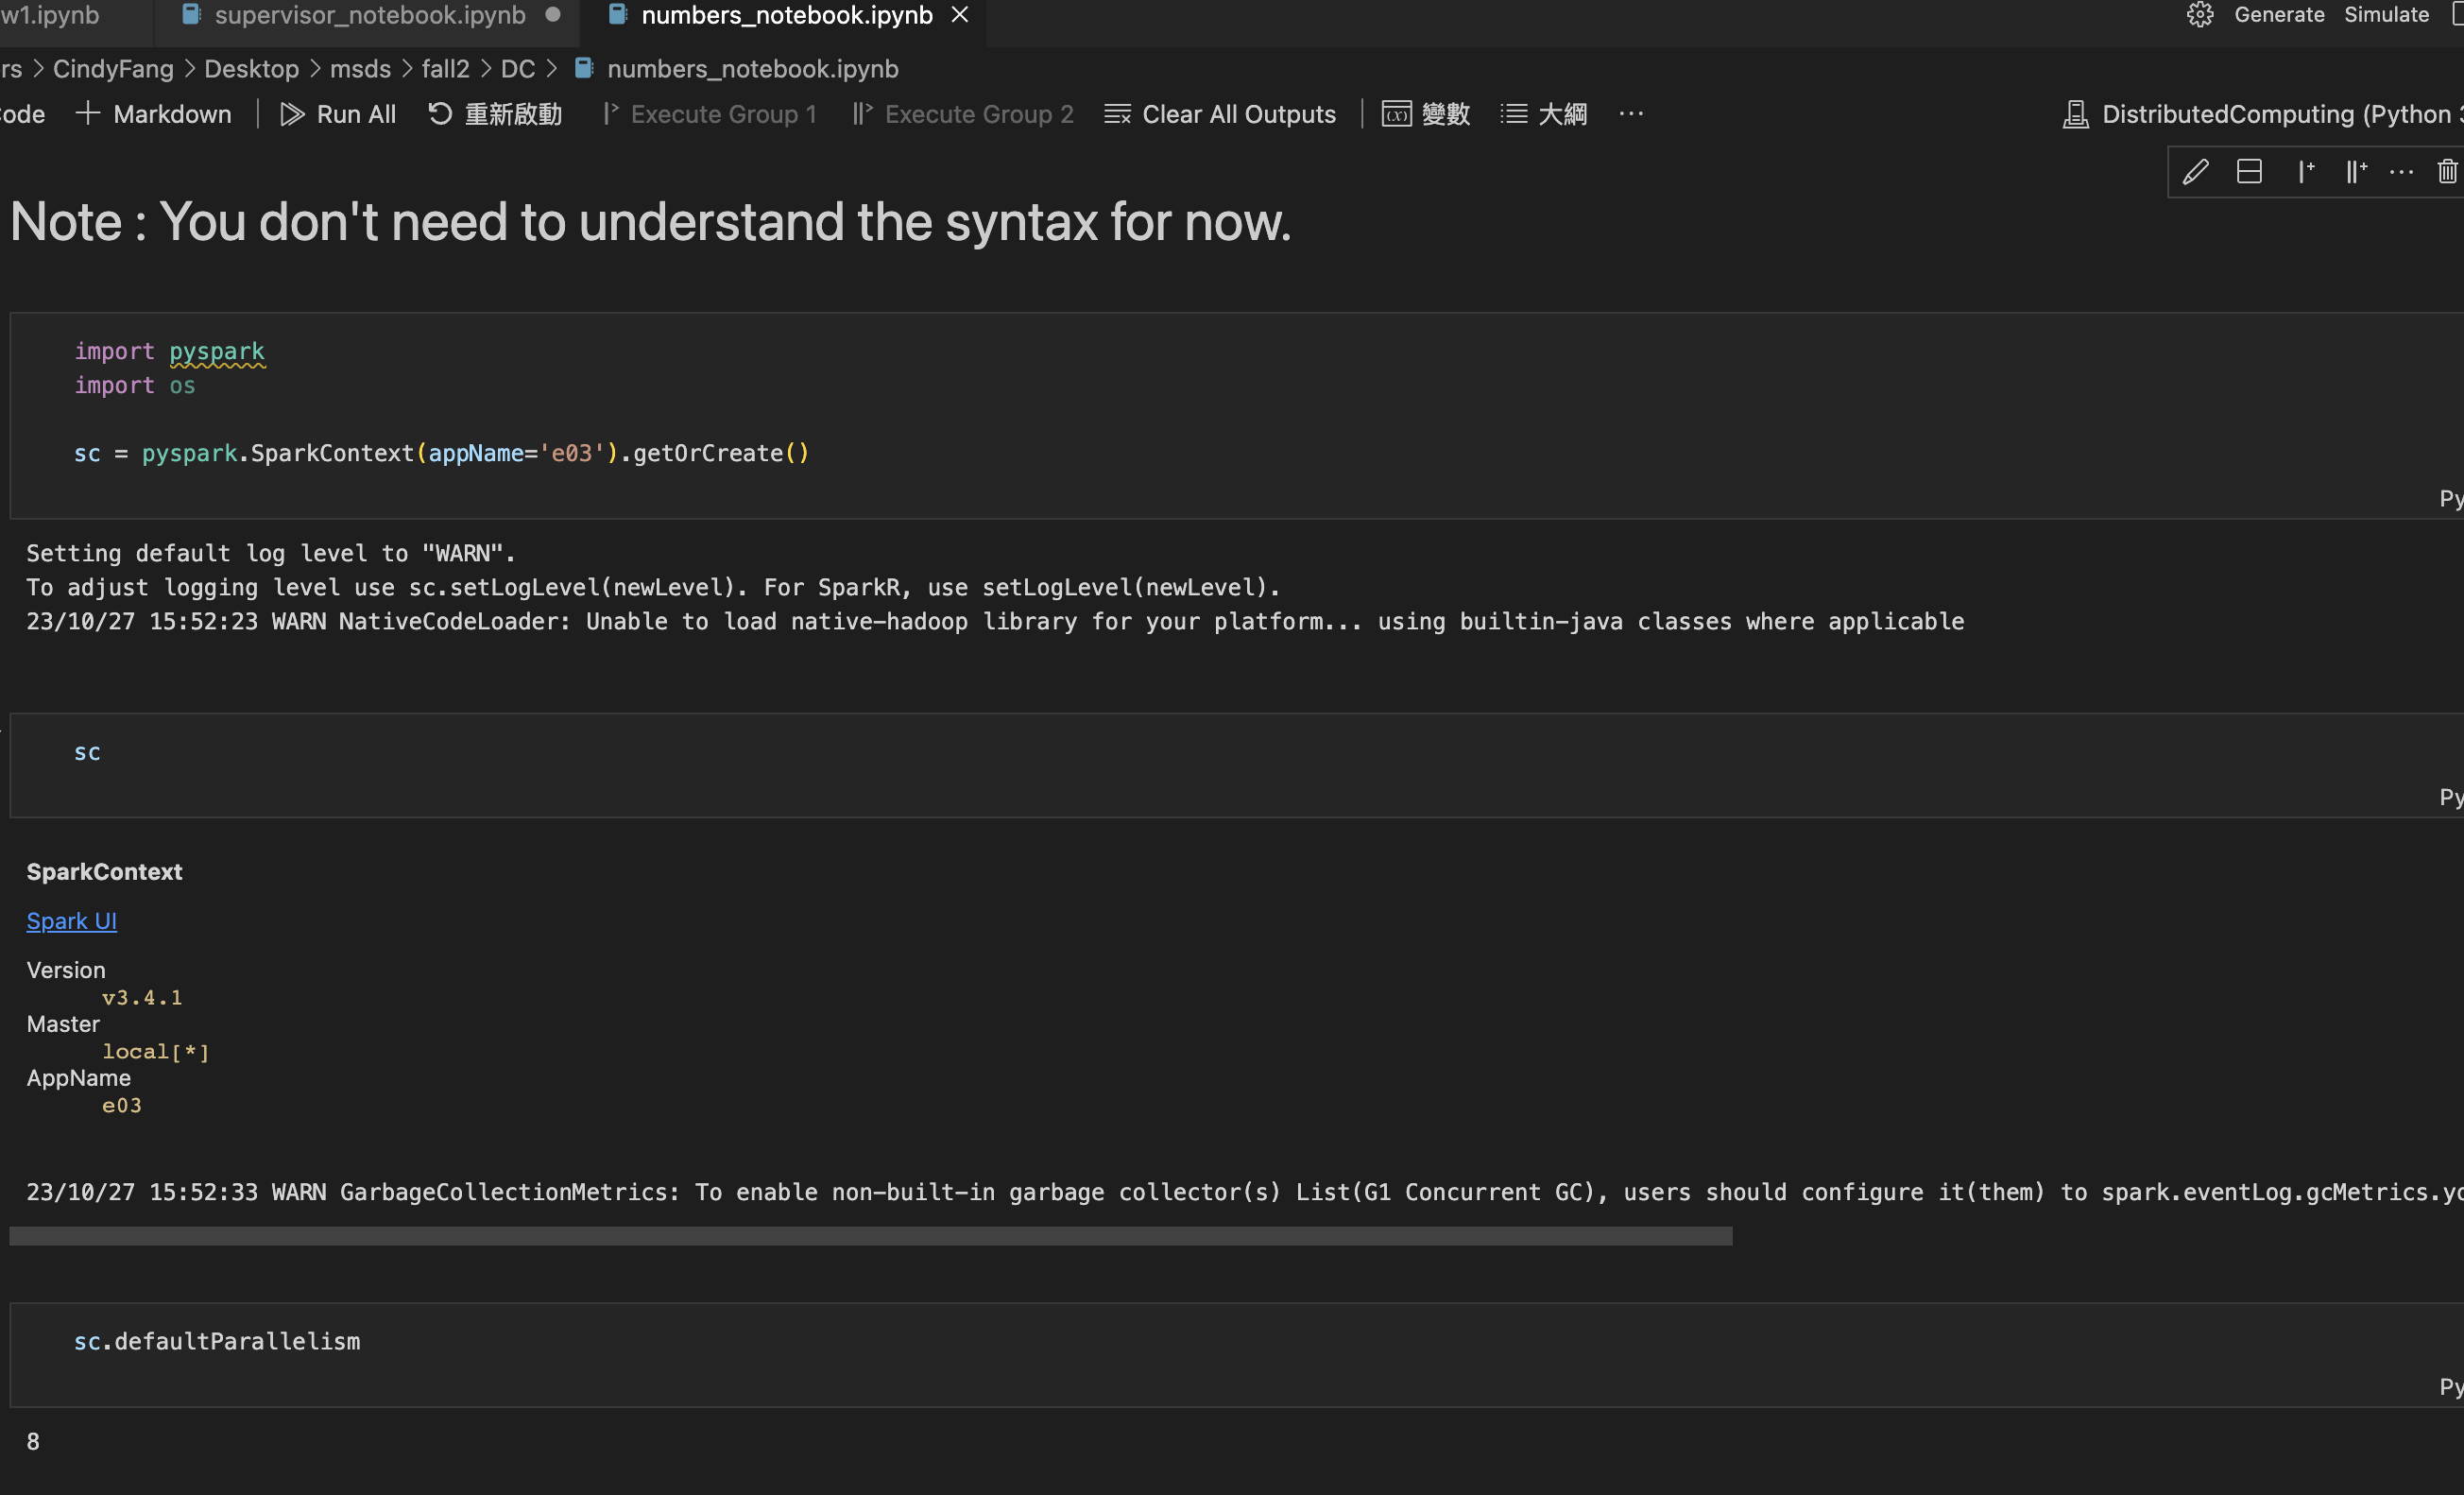 w1.ipynb supervisor_notebook.ipynb numbers_notebook.ipynb Generate Simulate
rs > CindyFang > Desktop > msds > fall2 > DC > numbers_notebook.ipynb
ode + Markdown Run All 重新啟動 Execute Group 1 Execute Group 2 Clear All Outputs 變數 大綱 ... DistributedComputing (Python 3
Note : You don't need to understand the syntax for now.
import pyspark
import os
sc = pyspark.SparkContext(appName='e03').getOrCreate()
Py
Setting default log level to "WARN".
To adjust logging level use sc.setLogLevel(newLevel). For SparkR, use setLogLevel(newLevel).
23/10/27 15:52:23 WARN NativeCodeLoader: Unable to load native-hadoop library for your platform... using builtin-java classes where applicable
sc
Py
SparkContext
Spark UI
Version
v3.4.1
Master
local[*]
AppName
e03
23/10/27 15:52:33 WARN GarbageCollectionMetrics: To enable non-built-in garbage collector(s) List(G1 Concurrent GC), users should configure it(them) to spark.eventLog.gcMetrics.yo
sc.defaultParallelism
Py
8